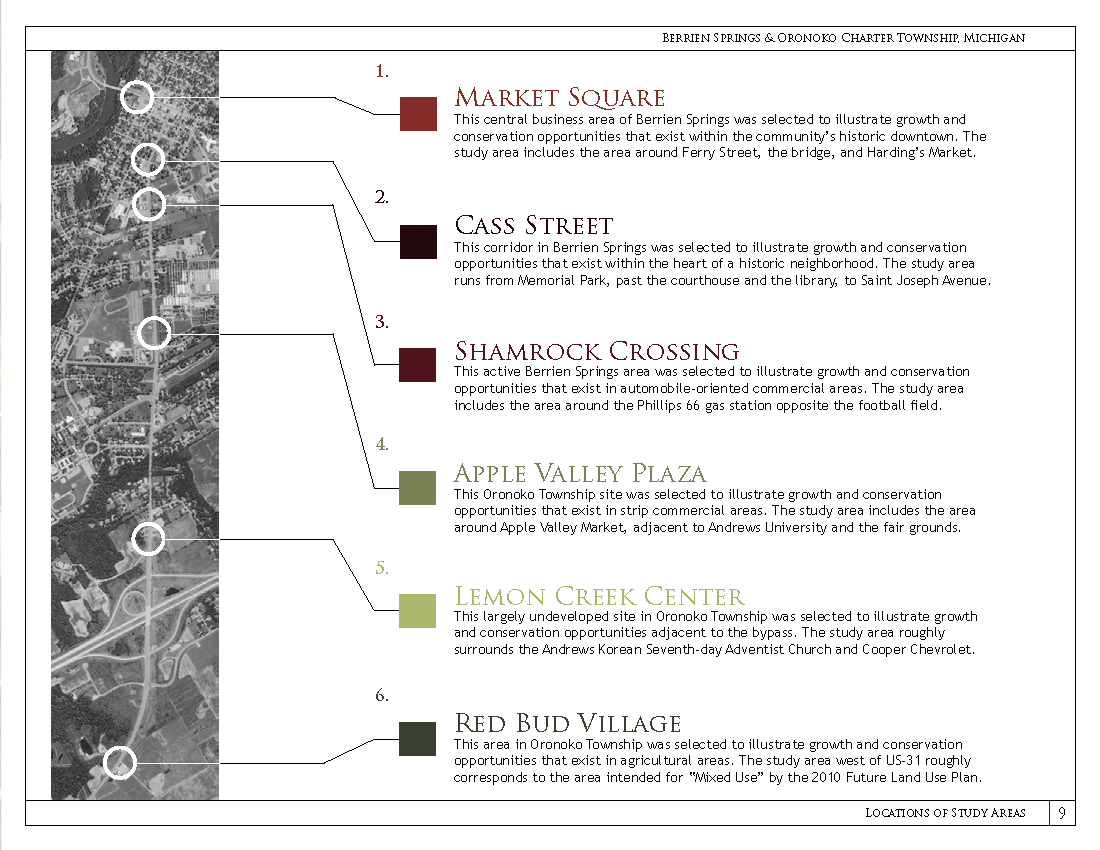 Berrien Springs & Oronoko Charter Township, Michigan
1.
Market Square
This central business area of Berrien Springs was selected to illustrate growth and
conservation opportunities that exist within the community's historic downtown. The
study area includes the area around Ferry Street, the bridge, and Harding's Market.
2.
Cass Street
This corridor in Berrien Springs was selected to illustrate growth and conservation
opportunities that exist within the heart of a historic neighborhood. The study area
runs from Memorial Park, past the courthouse and the library, to Saint Joseph Avenue.
3.
Shamrock Crossing
This active Berrien Springs area was selected to illustrate growth and conservation
opportunities that exist in automobile-oriented commercial areas. The study area
includes the area around the Phillips 66 gas station opposite the football field.
4.
Apple Valley Plaza
This Oronoko Township site was selected to illustrate growth and conservation
opportunities that exist in strip commercial areas. The study area includes the area
around Apple Valley Market, adjacent to Andrews University and the fair grounds.
5.
Lemon Creek Center
This largely undeveloped site in Oronoko Township was selected to illustrate growth
and conservation opportunities adjacent to the bypass. The study area roughly
surrounds the Andrews Korean Seventh-day Adventist Church and Cooper Chevrolet.
6.
Red Bud Village
This area in Oronoko Township was selected to illustrate growth and conservation
opportunities that exist in agricultural areas. The study area west of US-31 roughly
corresponds to the area intended for "Mixed Use" by the 2010 Future Land Use Plan.
Locations of Study Areas
9